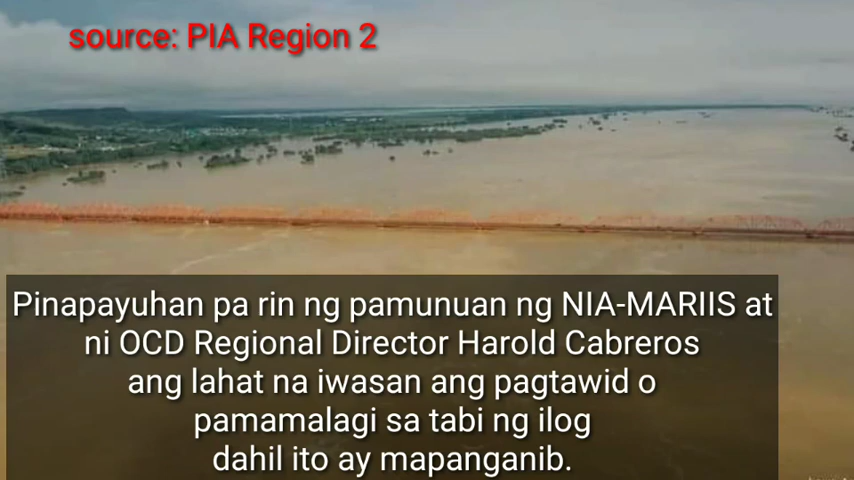 source: PIA Region 2
Pinapayuhan pa rin ng pamunuan ng NIA-MARIIS at
ni OCD Regional Director Harold Cabreros
ang lahat na iwasan ang pagtawid o
pamamalagi sa tabi ng ilog
dahil ito ay mapanganib.